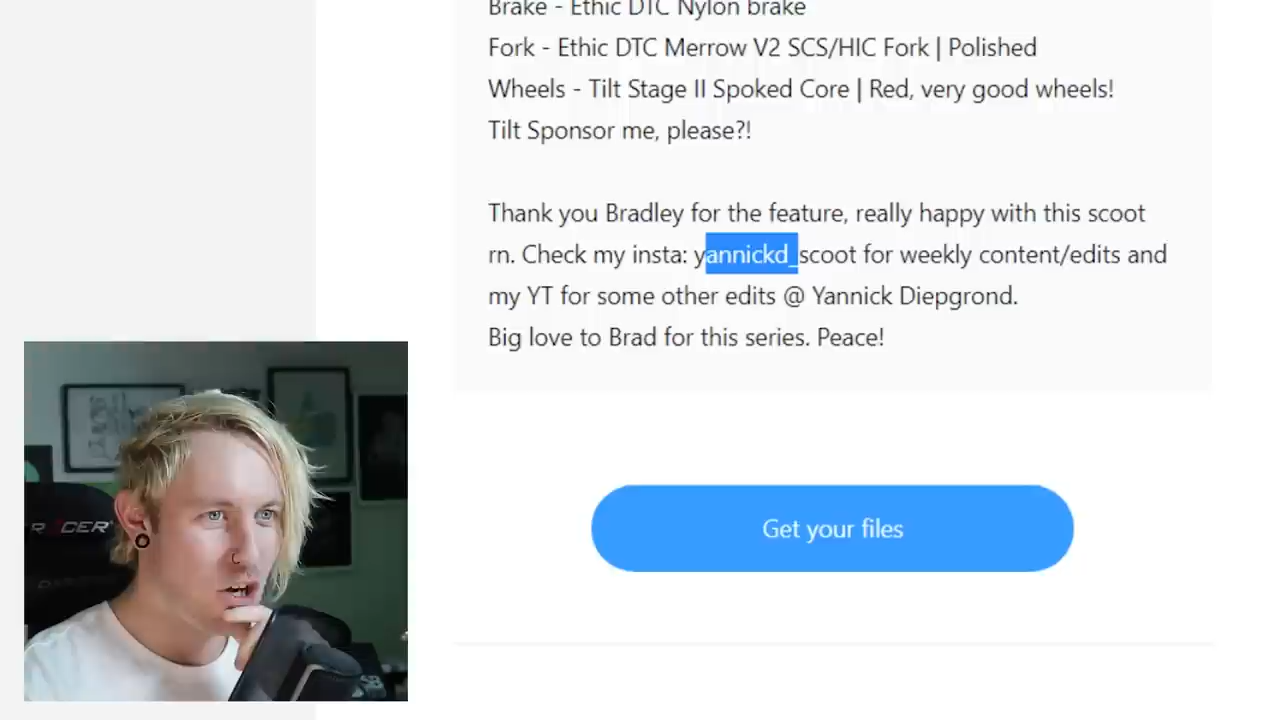 Brake - Ethic DTC Nylon brake
Fork - Ethic DTC Merrow V2 SCS/HIC Fork | Polished
Wheels - Tilt Stage II Spoked Core | Red, very good wheels!
Tilt Sponsor me, please?!
Thank you Bradley for the feature, really happy with this scoot
rn. Check my insta: yannickd_scoot for weekly content/edits and
my YT for some other edits @ Yannick Diepgrond.
Big love to Brad for this series. Peace!
Get your files